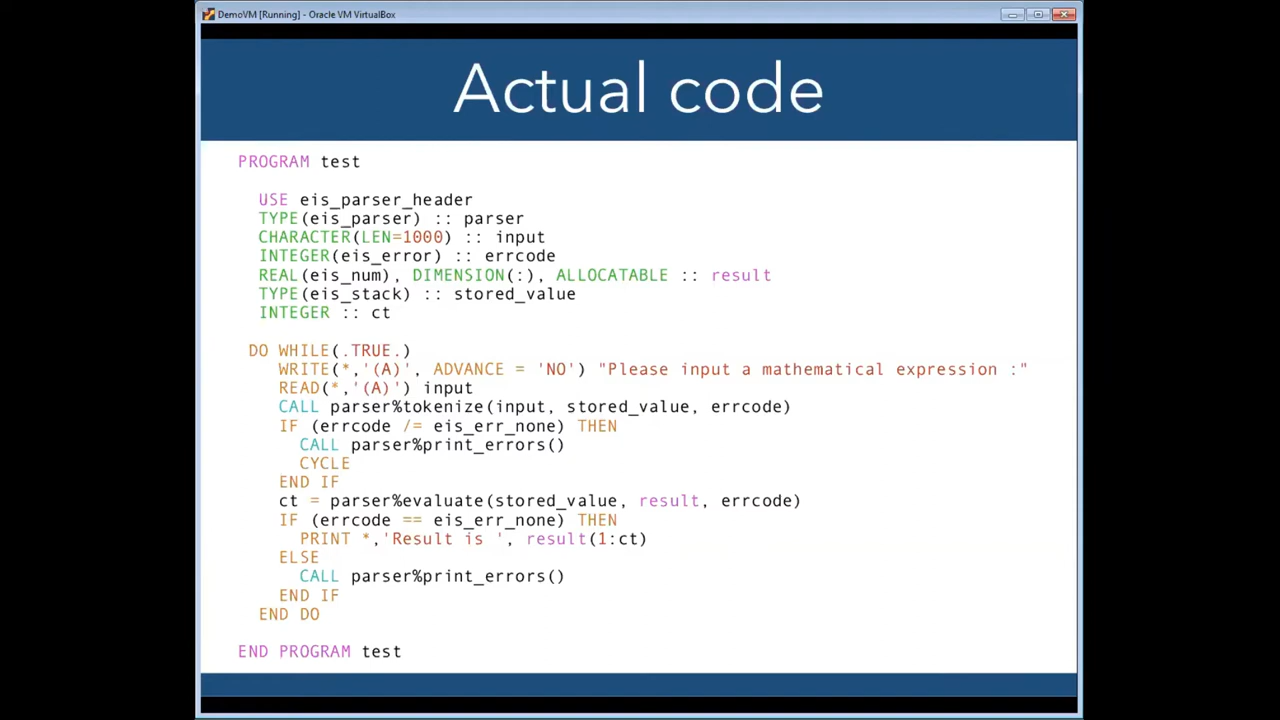 DemoVM [Running] - Oracle VM VirtualBox
Actual code
PROGRAM test
USE eis_parser_header
TYPE(eis_parser) :: parser
CHARACTER(LEN=1000) :: input
INTEGER(eis_error) :: errcode
REAL(eis_num), DIMENSION(:), ALLOCATABLE :: result
TYPE(eis_stack) :: stored_value
INTEGER :: ct
DO WHILE(.TRUE.)
WRITE(*,'(A)', ADVANCE = 'NO') "Please input a mathematical expression :"
READ(*,'(A)') input
CALL parser%tokenize(input, stored_value, errcode)
IF (errcode /= eis_err_none) THEN
CALL parser%print_errors()
CYCLE
END IF
ct = parser%evaluate(stored_value, result, errcode)
IF (errcode == eis_err_none) THEN
PRINT *,'Result is ', result(1:ct)
ELSE
CALL parser%print_errors()
END IF
END DO
END PROGRAM test